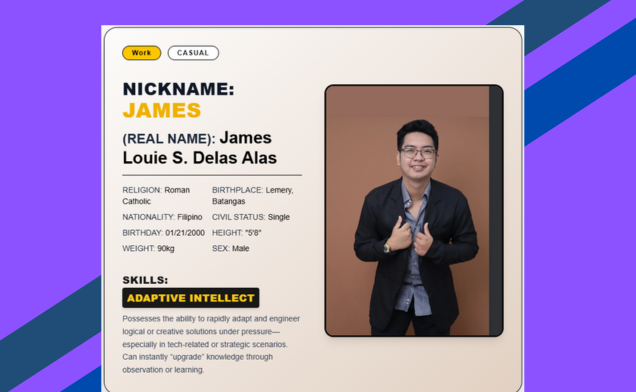 Work CASUAL
NICKNAME:
JAMES
(REAL NAME): James
Louie S. Delas Alas
RELIGION: Roman Catholic
BIRTHPLACE: Lemery, Batangas
NATIONALITY: Filipino
CIVIL STATUS: Single
BIRTHDAY: 01/21/2000
HEIGHT: "5'8"
WEIGHT: 90kg
SEX: Male
SKILLS:
ADAPTIVE INTELLECT
Possesses the ability to rapidly adapt and engineer
logical or creative solutions under pressure—
especially in tech-related or strategic scenarios.
Can instantly “upgrade” knowledge through
observation or learning.